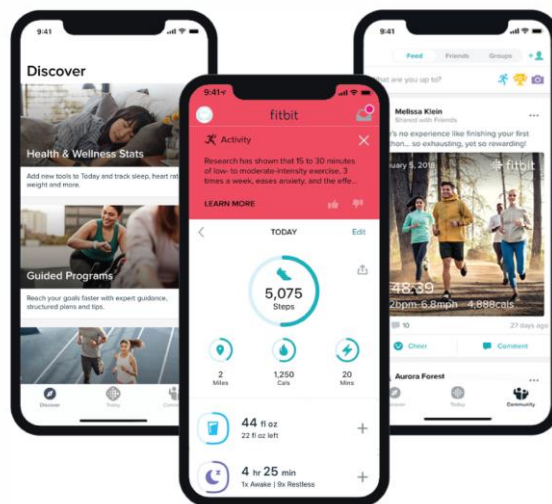 9:41
Discover
Health & Wellness Stats
Add new tools to Today and track sleep, heart rat
weight and more.
Guided Programs
Reach your goals faster with expert guidance,
structured plans and tips.
Discover
Today
9:41
fitbit
Activity
Research has shown that 15 to 30 minutes
of low- to moderate-intensity exercise, 3
times a week, eases anxiety, and the effe...
LEARN MORE
TODAY
Edit
5,075
Steps
2
Miles
1,250
Cals
20
Mins
44 fl oz
22 fl oz left
4 hr 25 min
1x Awake | 9x Restless
9:41
Feed
Friends
Groups
What are you up to?
Melissa Klein
Shared with Friends
's no experience like finishing your first
thon... so exhausting, yet so rewarding!
uary 5, 2018
fitbit
48:39
2bpm 6.8mph 4,888cals
10
27 days ago
Cheer
Comment
Aurora Forest
Today
Community